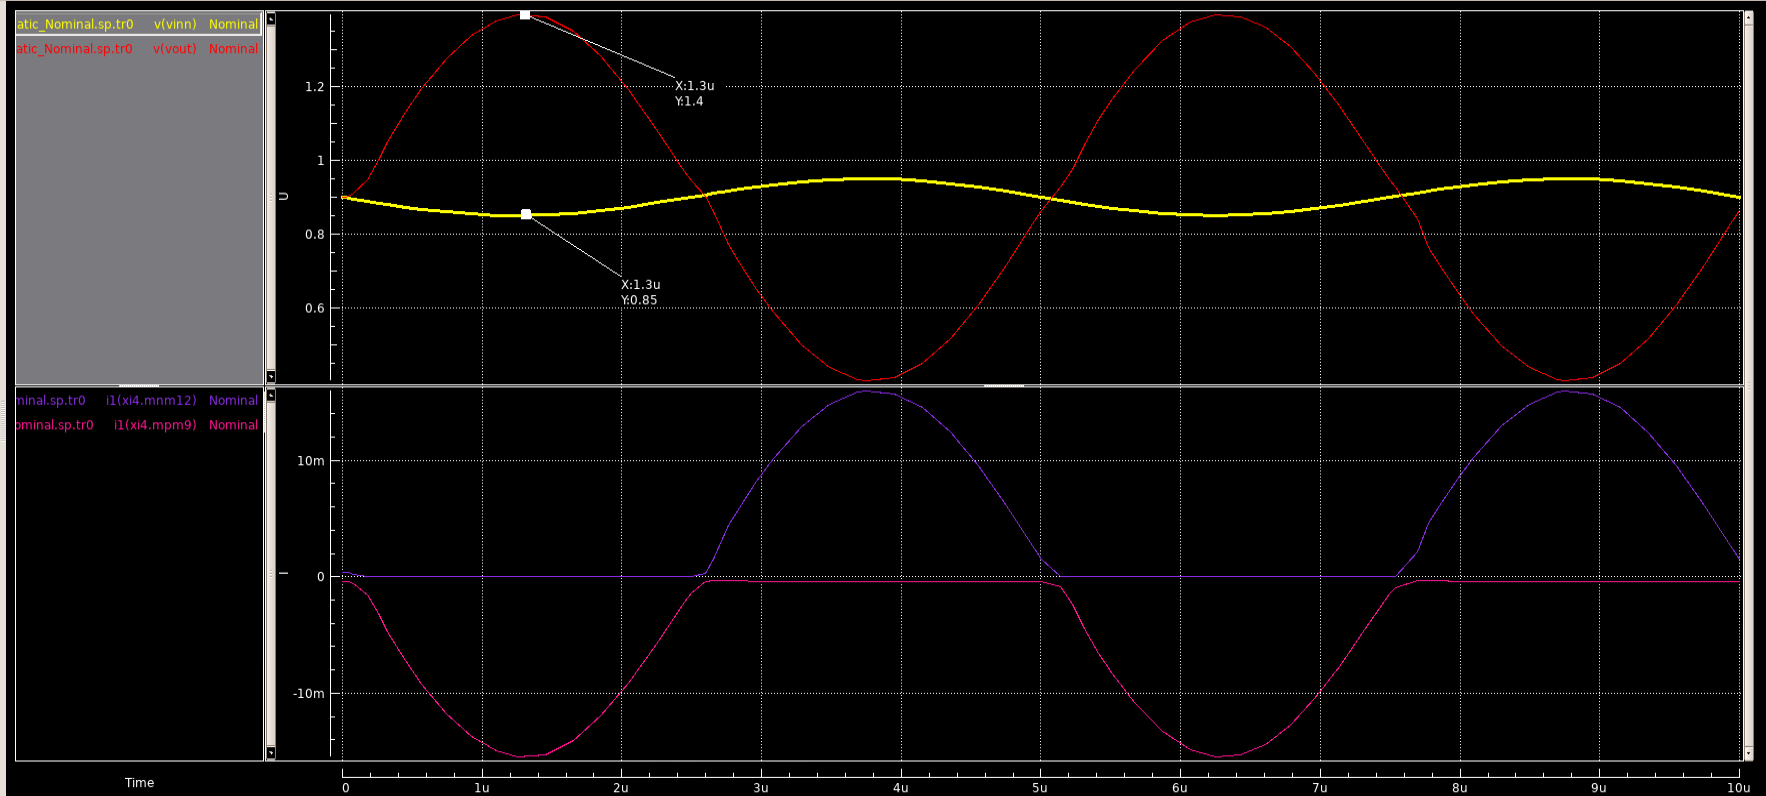 atic_Nominal.sp.tr0 v(vinn) Nominal
atic_Nominal.sp.tr0 v(vout) Nominal
1.2
1
0.8
0.6
U
X:1.3u
Y:1.4
X:1.3u
Y:0.85
minal.sp.tr0 i1(xi4.mnm12) Nominal
ominal.sp.tr0 i1(xi4.mpm9) Nominal
10m
0
-10m
I
Time
0 1u 2u 3u 4u 5u 6u 7u 8u 9u 10u